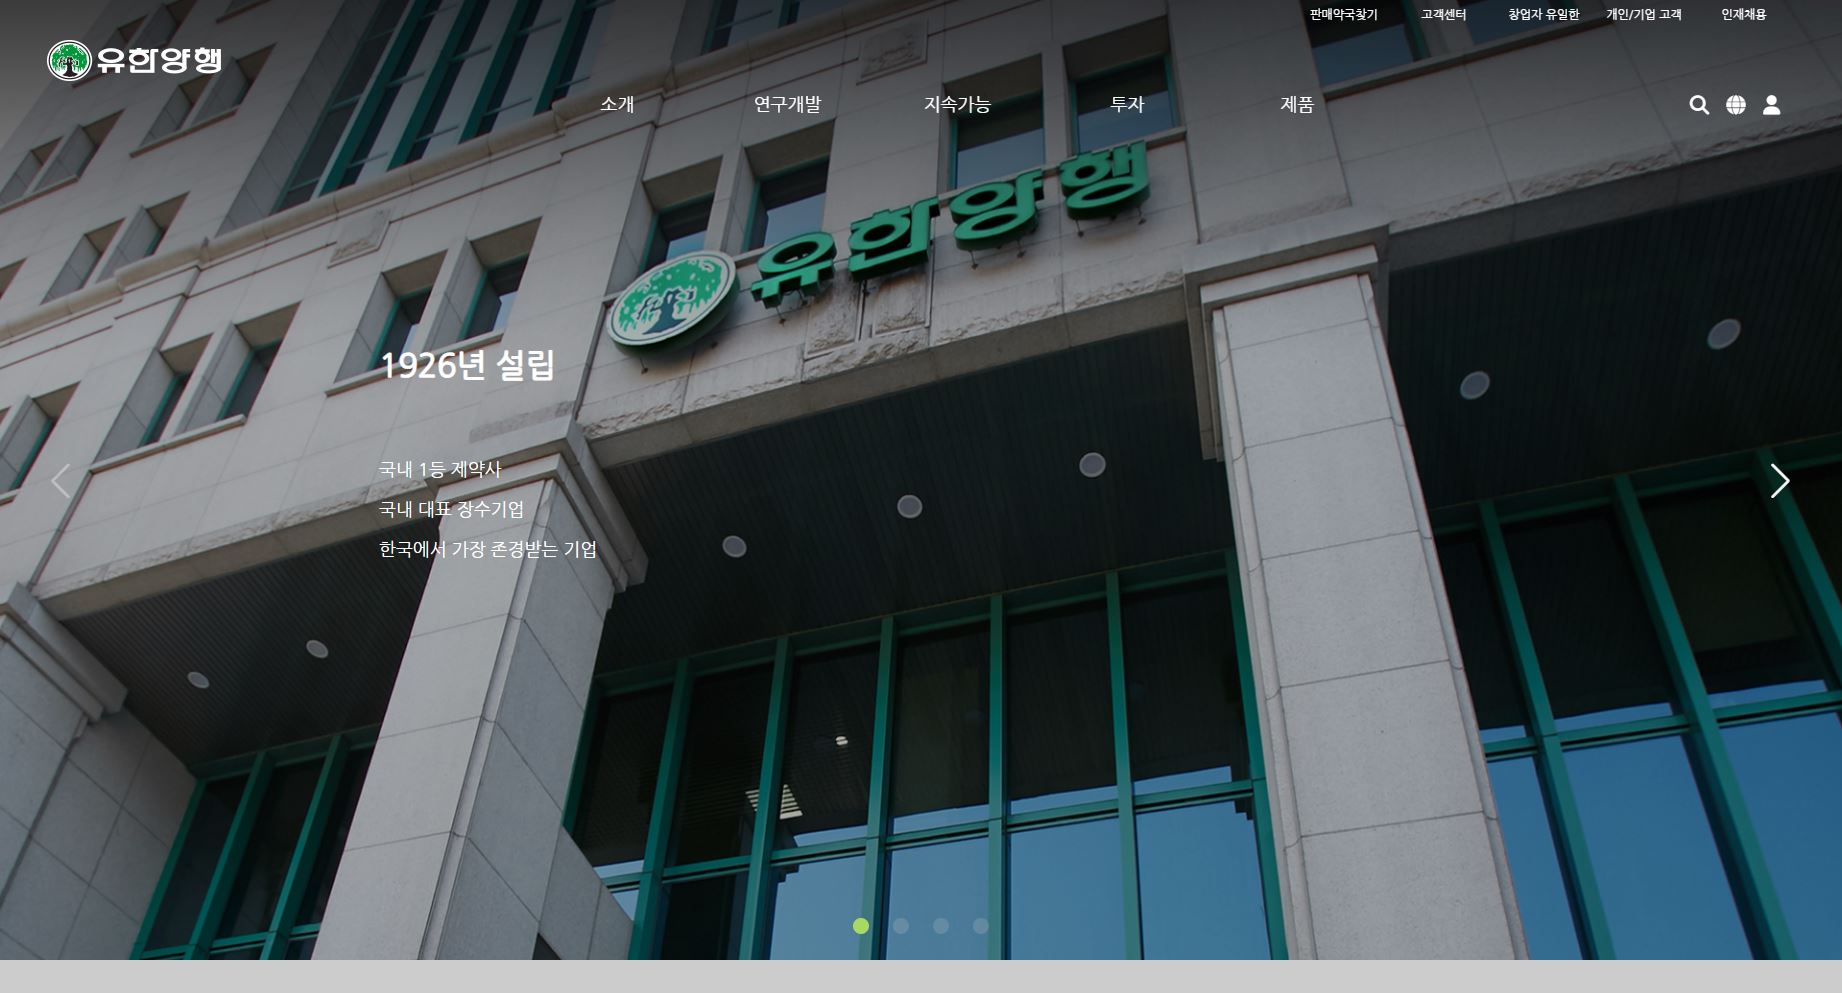 판매약국찾기
고객센터
창업자 유일한
개인/기업 고객
인재채용
유한양행
소개
연구개발
지속가능
투자
제품
유한양행
1926년 설립
국내 1등 제약사
국내 대표 장수기업
한국에서 가장 존경받는 기업